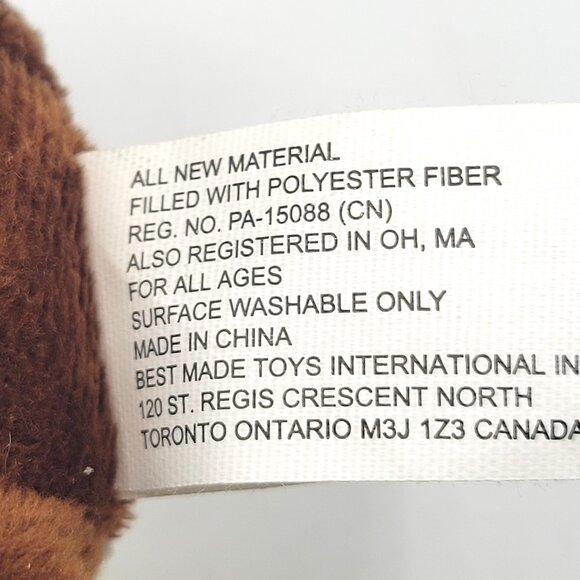 ALL NEW MATERIAL
FILLED WITH POLYESTER FIBER
REG. NO. PA-15088 (CN)
ALSO REGISTERED IN OH, MA
FOR ALL AGES
SURFACE WASHABLE ONLY
MADE IN CHINA
BEST MADE TOYS INTERNATIONAL IN
120 ST. REGIS CRESCENT NORTH
TORONTO ONTARIO M3J 1Z3 CANADA